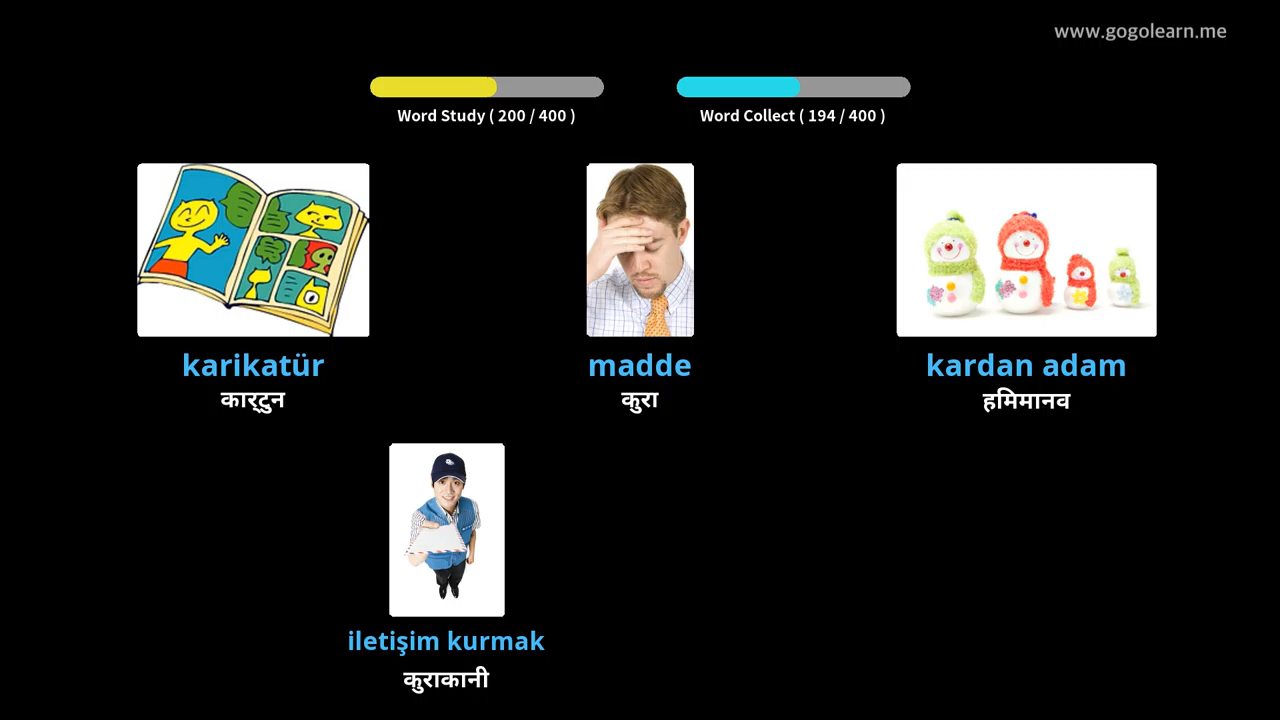 www.gogolearn.me
Word Study ( 200 / 400 )
Word Collect ( 194 / 400 )
karikatür
कार्टुन
madde
कुरा
kardan adam
हिममानव
iletişim kurmak
कुराकानी